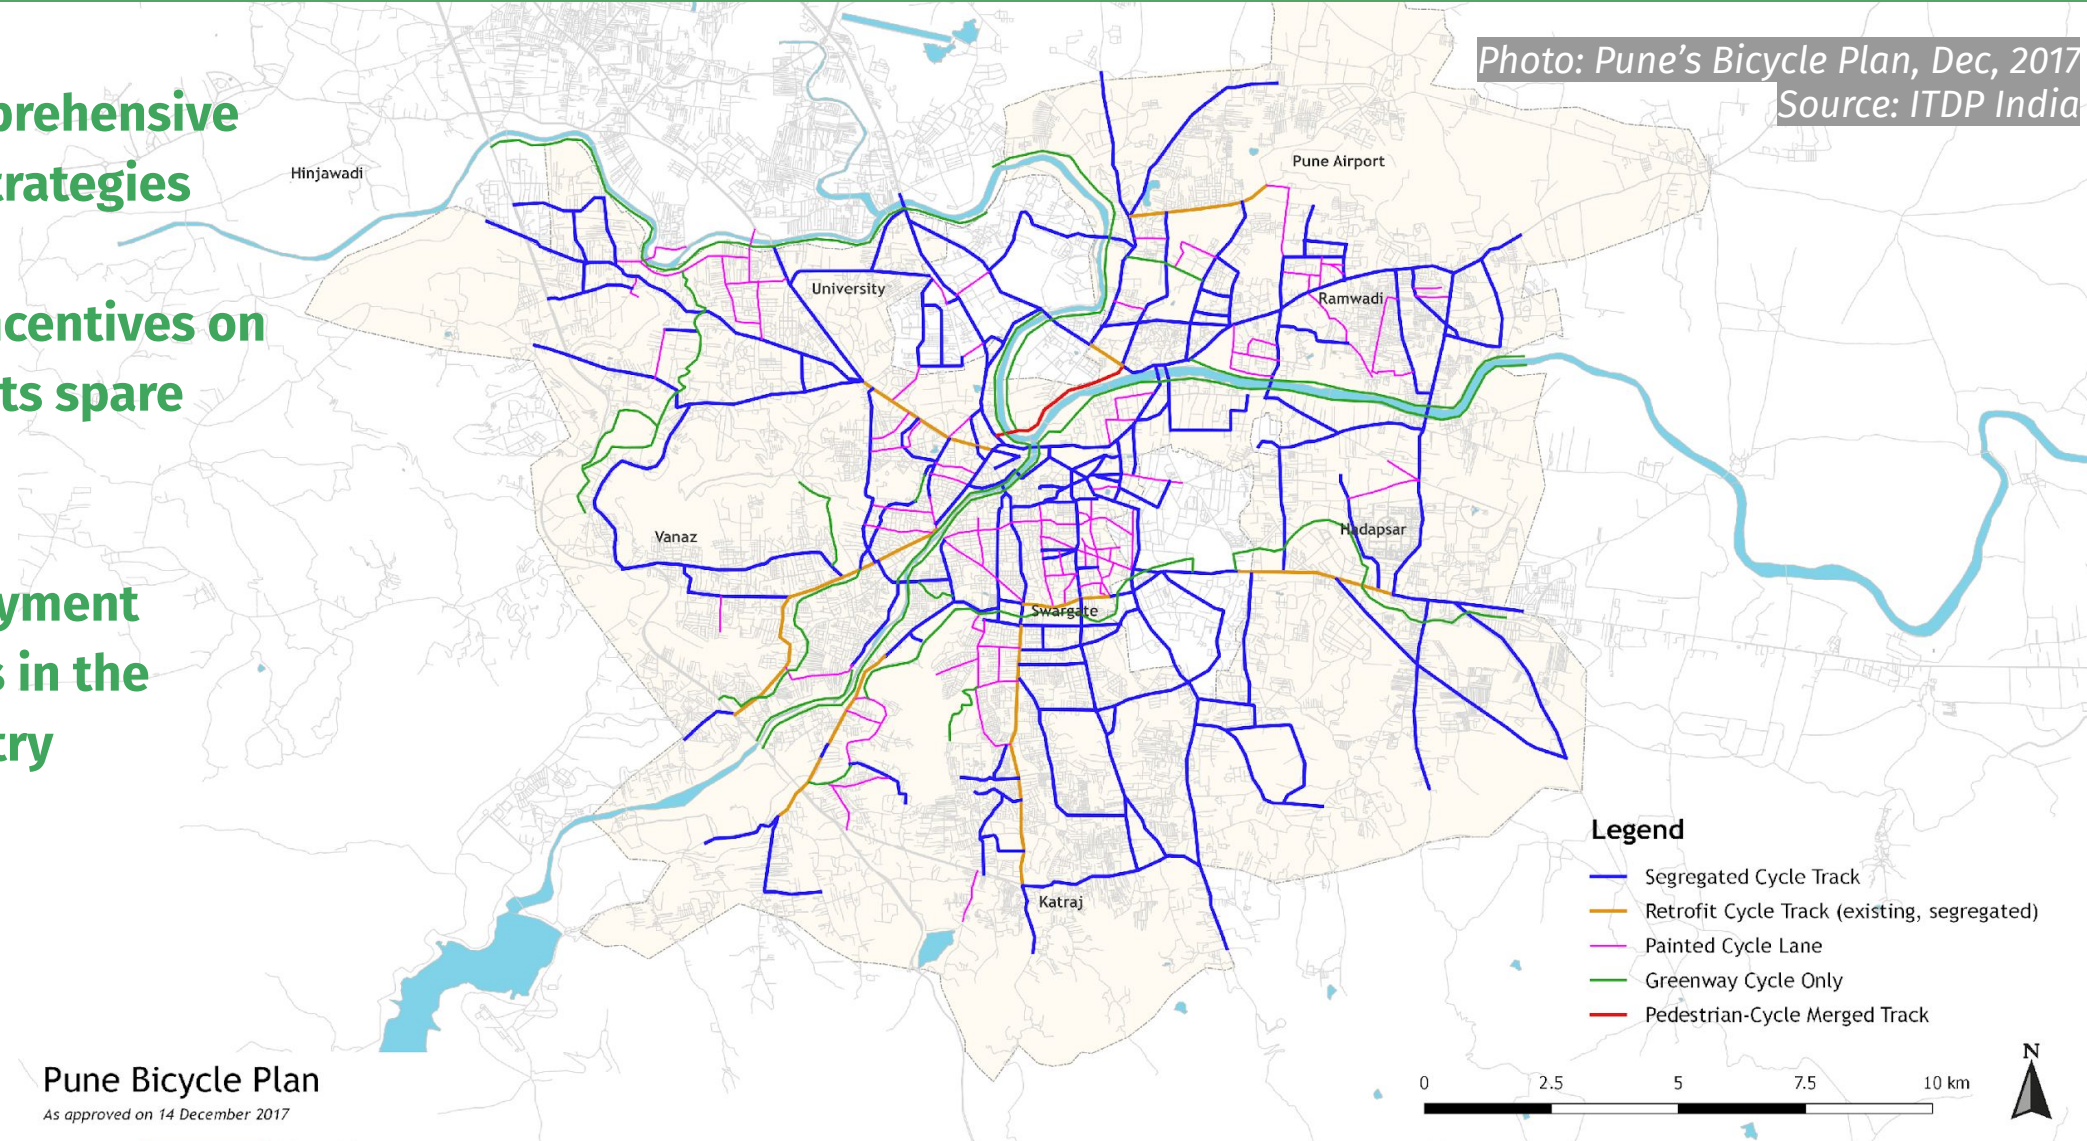 Photo: Pune's Bicycle Plan, Dec, 2017
Source: ITDP India
prehensive
trategies
ncentives on
ts spare
yment
s in the
try
Hinjawadi
Pune Airport
University
Ramwadi
Vanaz
Hadapsar
Swargate
Katraj
Legend
Segregated Cycle Track
Retrofit Cycle Track (existing, segregated)
Painted Cycle Lane
Greenway Cycle Only
Pedestrian-Cycle Merged Track
N
0 2.5 5 7.5 10 km
Pune Bicycle Plan
As approved on 14 December 2017